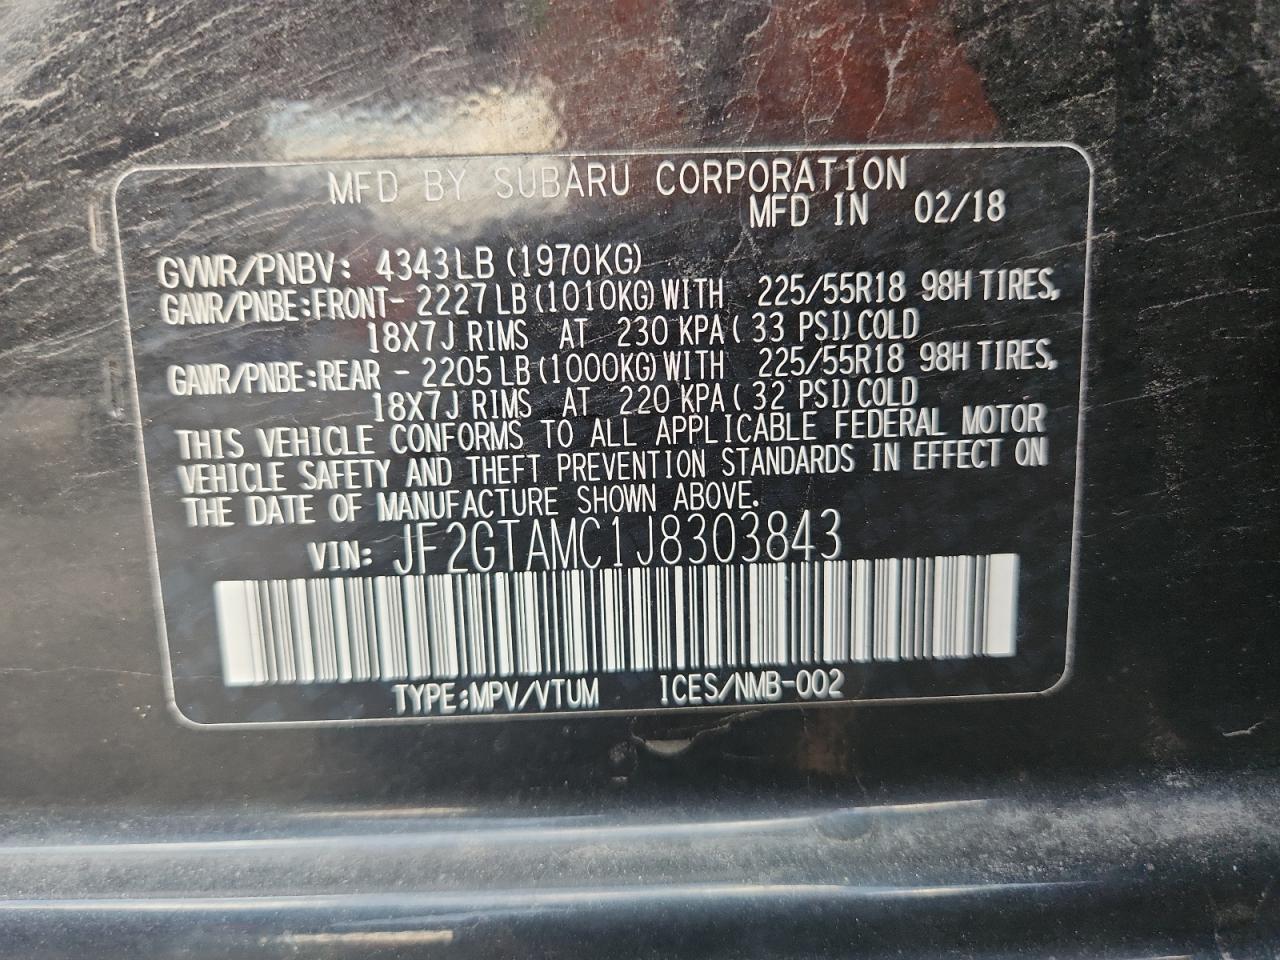 MFD BY SUBARU CORPORATION
MFD IN 02/18
GVWR/PNBV: 4343LB (1970KG)
GAWR/PNBE:FRONT- 2227LB(1010KG)WITH 225/55R18 98H TIRES,
18X7J RIMS AT 230 KPA( 33 PSI)COLD
GAWR/PNBE:REAR - 2205LB(1000KG)WITH 225/55R18 98H TIRES,
18X7J RIMS AT 220 KPA( 32 PSI)COLD
THIS VEHICLE CONFORMS TO ALL APPLICABLE FEDERAL MOTOR
VEHICLE SAFETY AND THEFT PREVENTION STANDARDS IN EFFECT ON
THE DATE OF MANUFACTURE SHOWN ABOVE.
VIN: JF2GTAMC1J8303843
TYPE:MPV/VTUM ICES/NMB-002